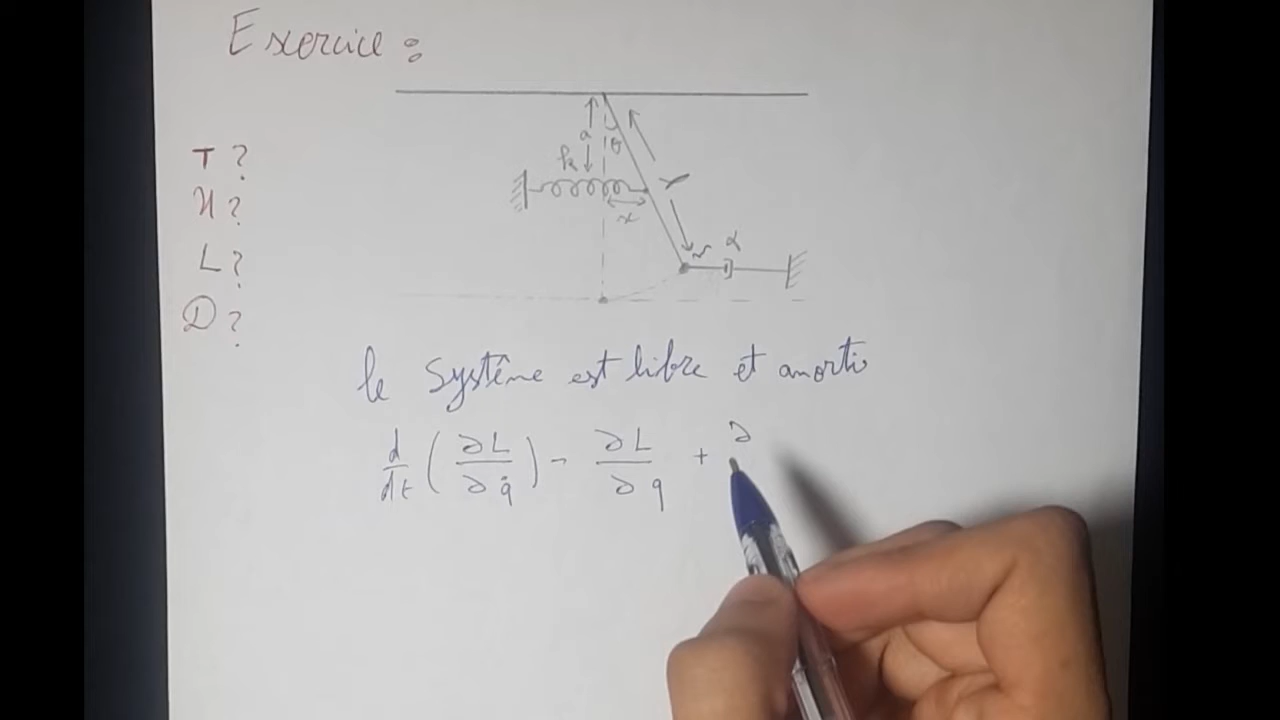 Exercice :
T ?
U ?
L ?
D ?
a
θ
k
x
α
le Système est libre et amorti
d/dt ( ∂L/∂q̇ ) - ∂L/∂q + ∂